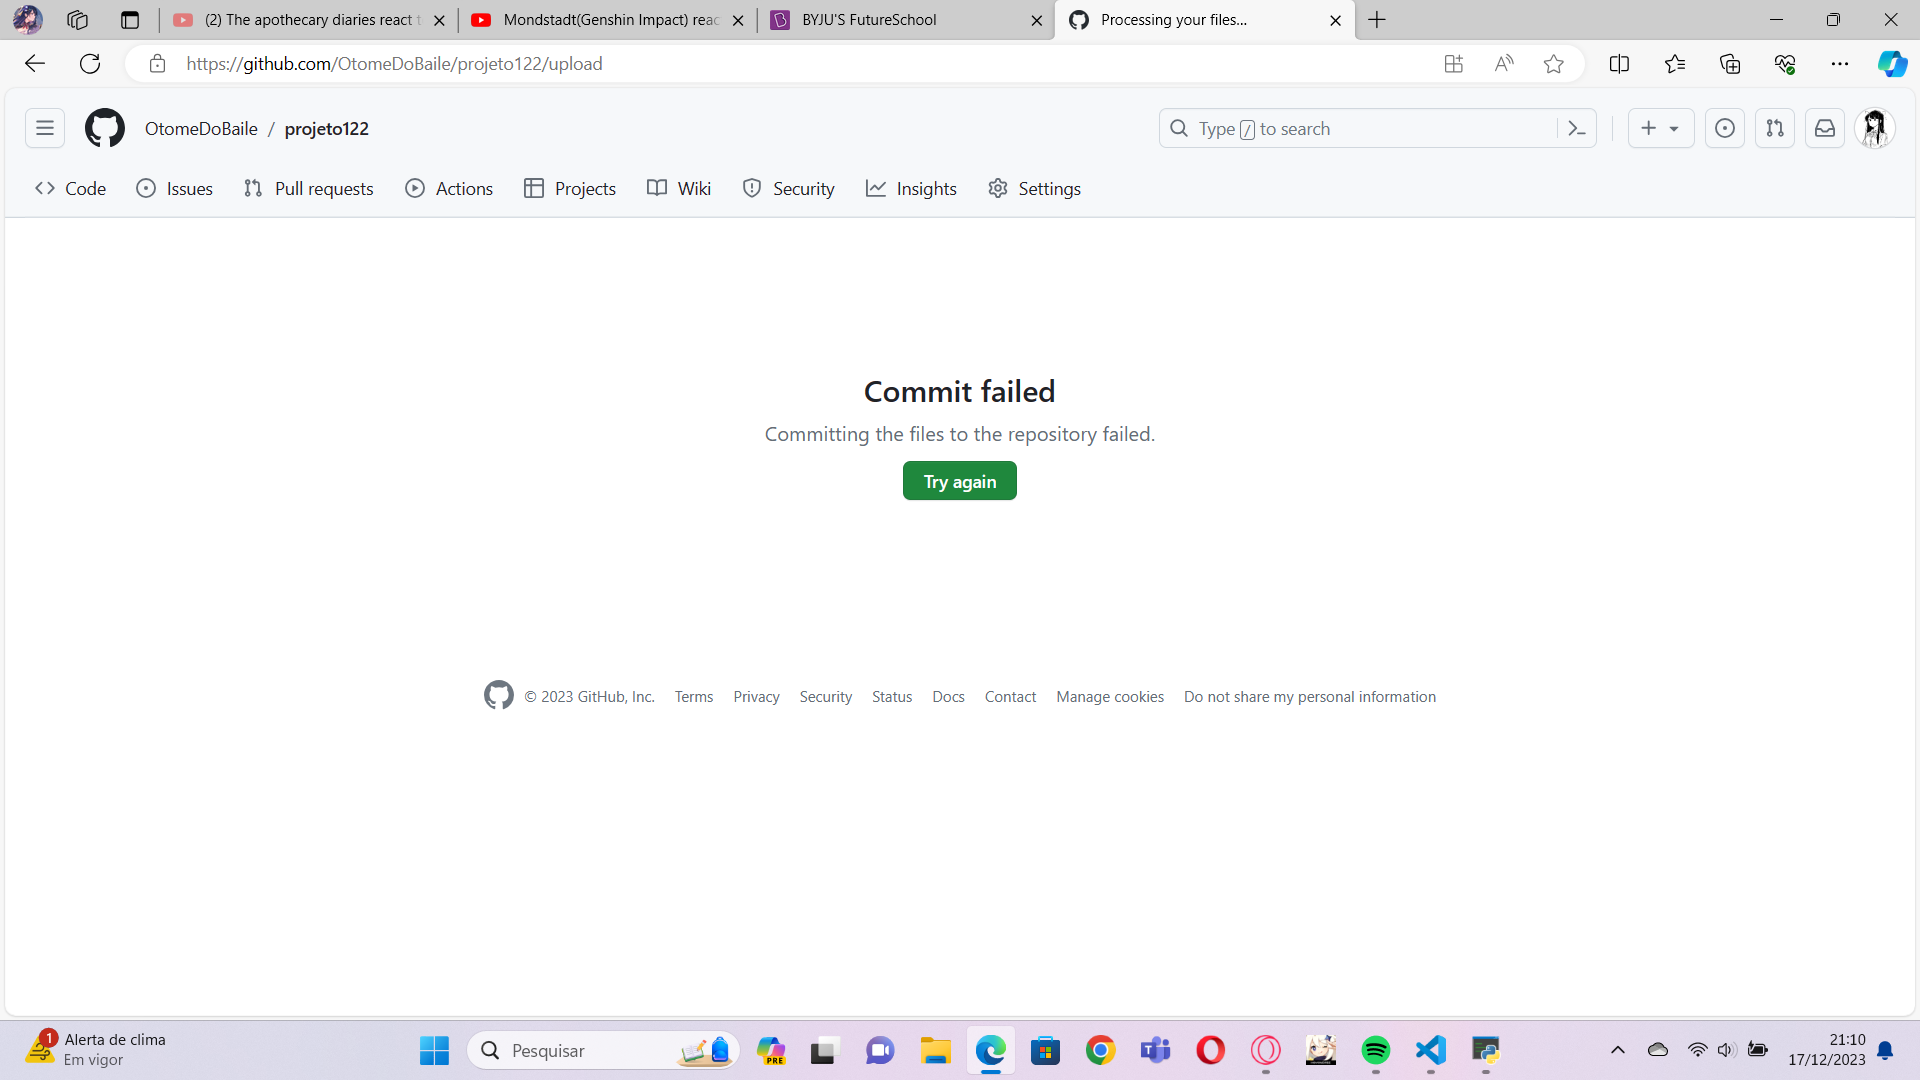 (2) The apothecary diaries react t
Mondstadt(Genshin Impact) reac
BYJU'S FutureSchool
Processing your files...
https://github.com/OtomeDoBaile/projeto122/upload
OtomeDoBaile / projeto122
Type / to search
Code
Issues
Pull requests
Actions
Projects
Wiki
Security
Insights
Settings
Commit failed
Committing the files to the repository failed.
Try again
© 2023 GitHub, Inc. Terms Privacy Security Status Docs Contact Manage cookies Do not share my personal information
1
Alerta de clima
Em vigor
Pesquisar
PRE
21:10
17/12/2023